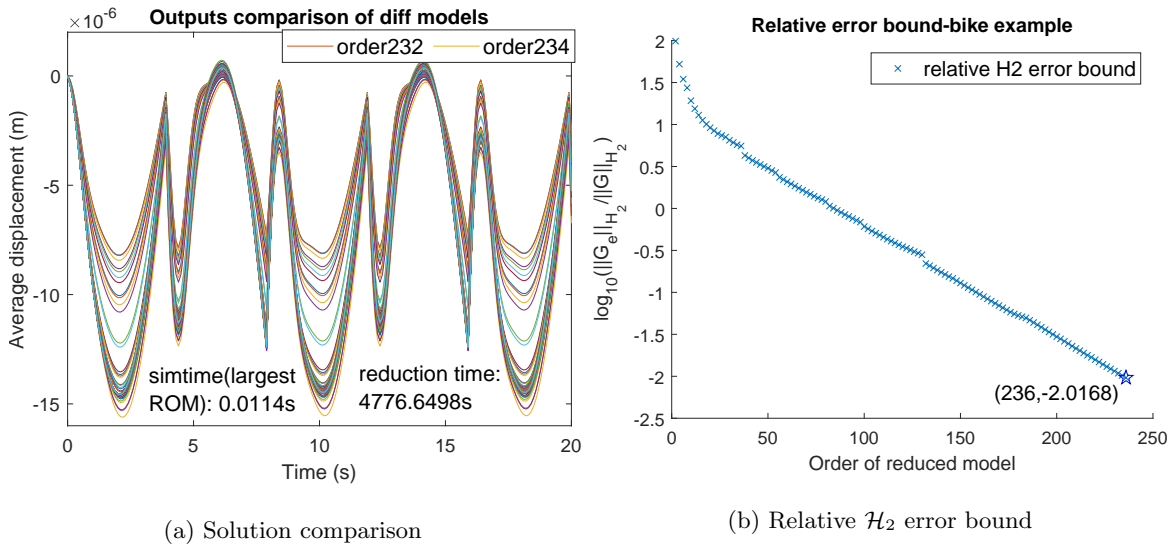 Outputs comparison of diff models
×10⁻⁶
order232
order234
0
-5
-10
-15
Average displacement (m)
simtime(largest
ROM): 0.0114s
reduction time:
4776.6498s
0
5
10
15
20
Time (s)
(a) Solution comparison
Relative error bound-bike example
relative H2 error bound
2
1.5
1
0.5
0
-0.5
-1
-1.5
-2
-2.5
log₁₀(||Gₑ||_H₂/||G||_H₂)
(236,-2.0168)
0
50
100
150
200
250
Order of reduced model
(b) Relative ℋ₂ error bound